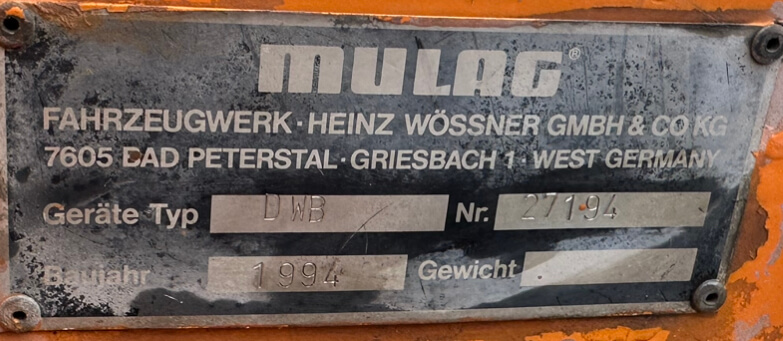 MULAG®
FAHRZEUGWERK · HEINZ WÖSSNER GMBH & CO KG
7605 BAD PETERSTAL · GRIESBACH 1 · WEST GERMANY
Geräte Typ DWB Nr. 27194
Baujahr 1994 Gewicht